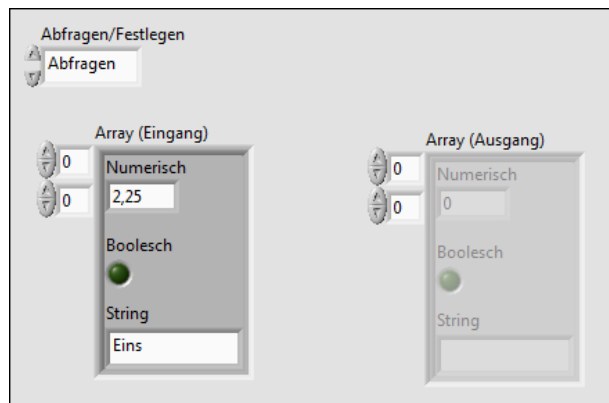 Abfragen/Festlegen
Abfragen
Array (Eingang)
0
0
Numerisch
2,25
Boolesch
String
Eins
Array (Ausgang)
0
0
Numerisch
0
Boolesch
String